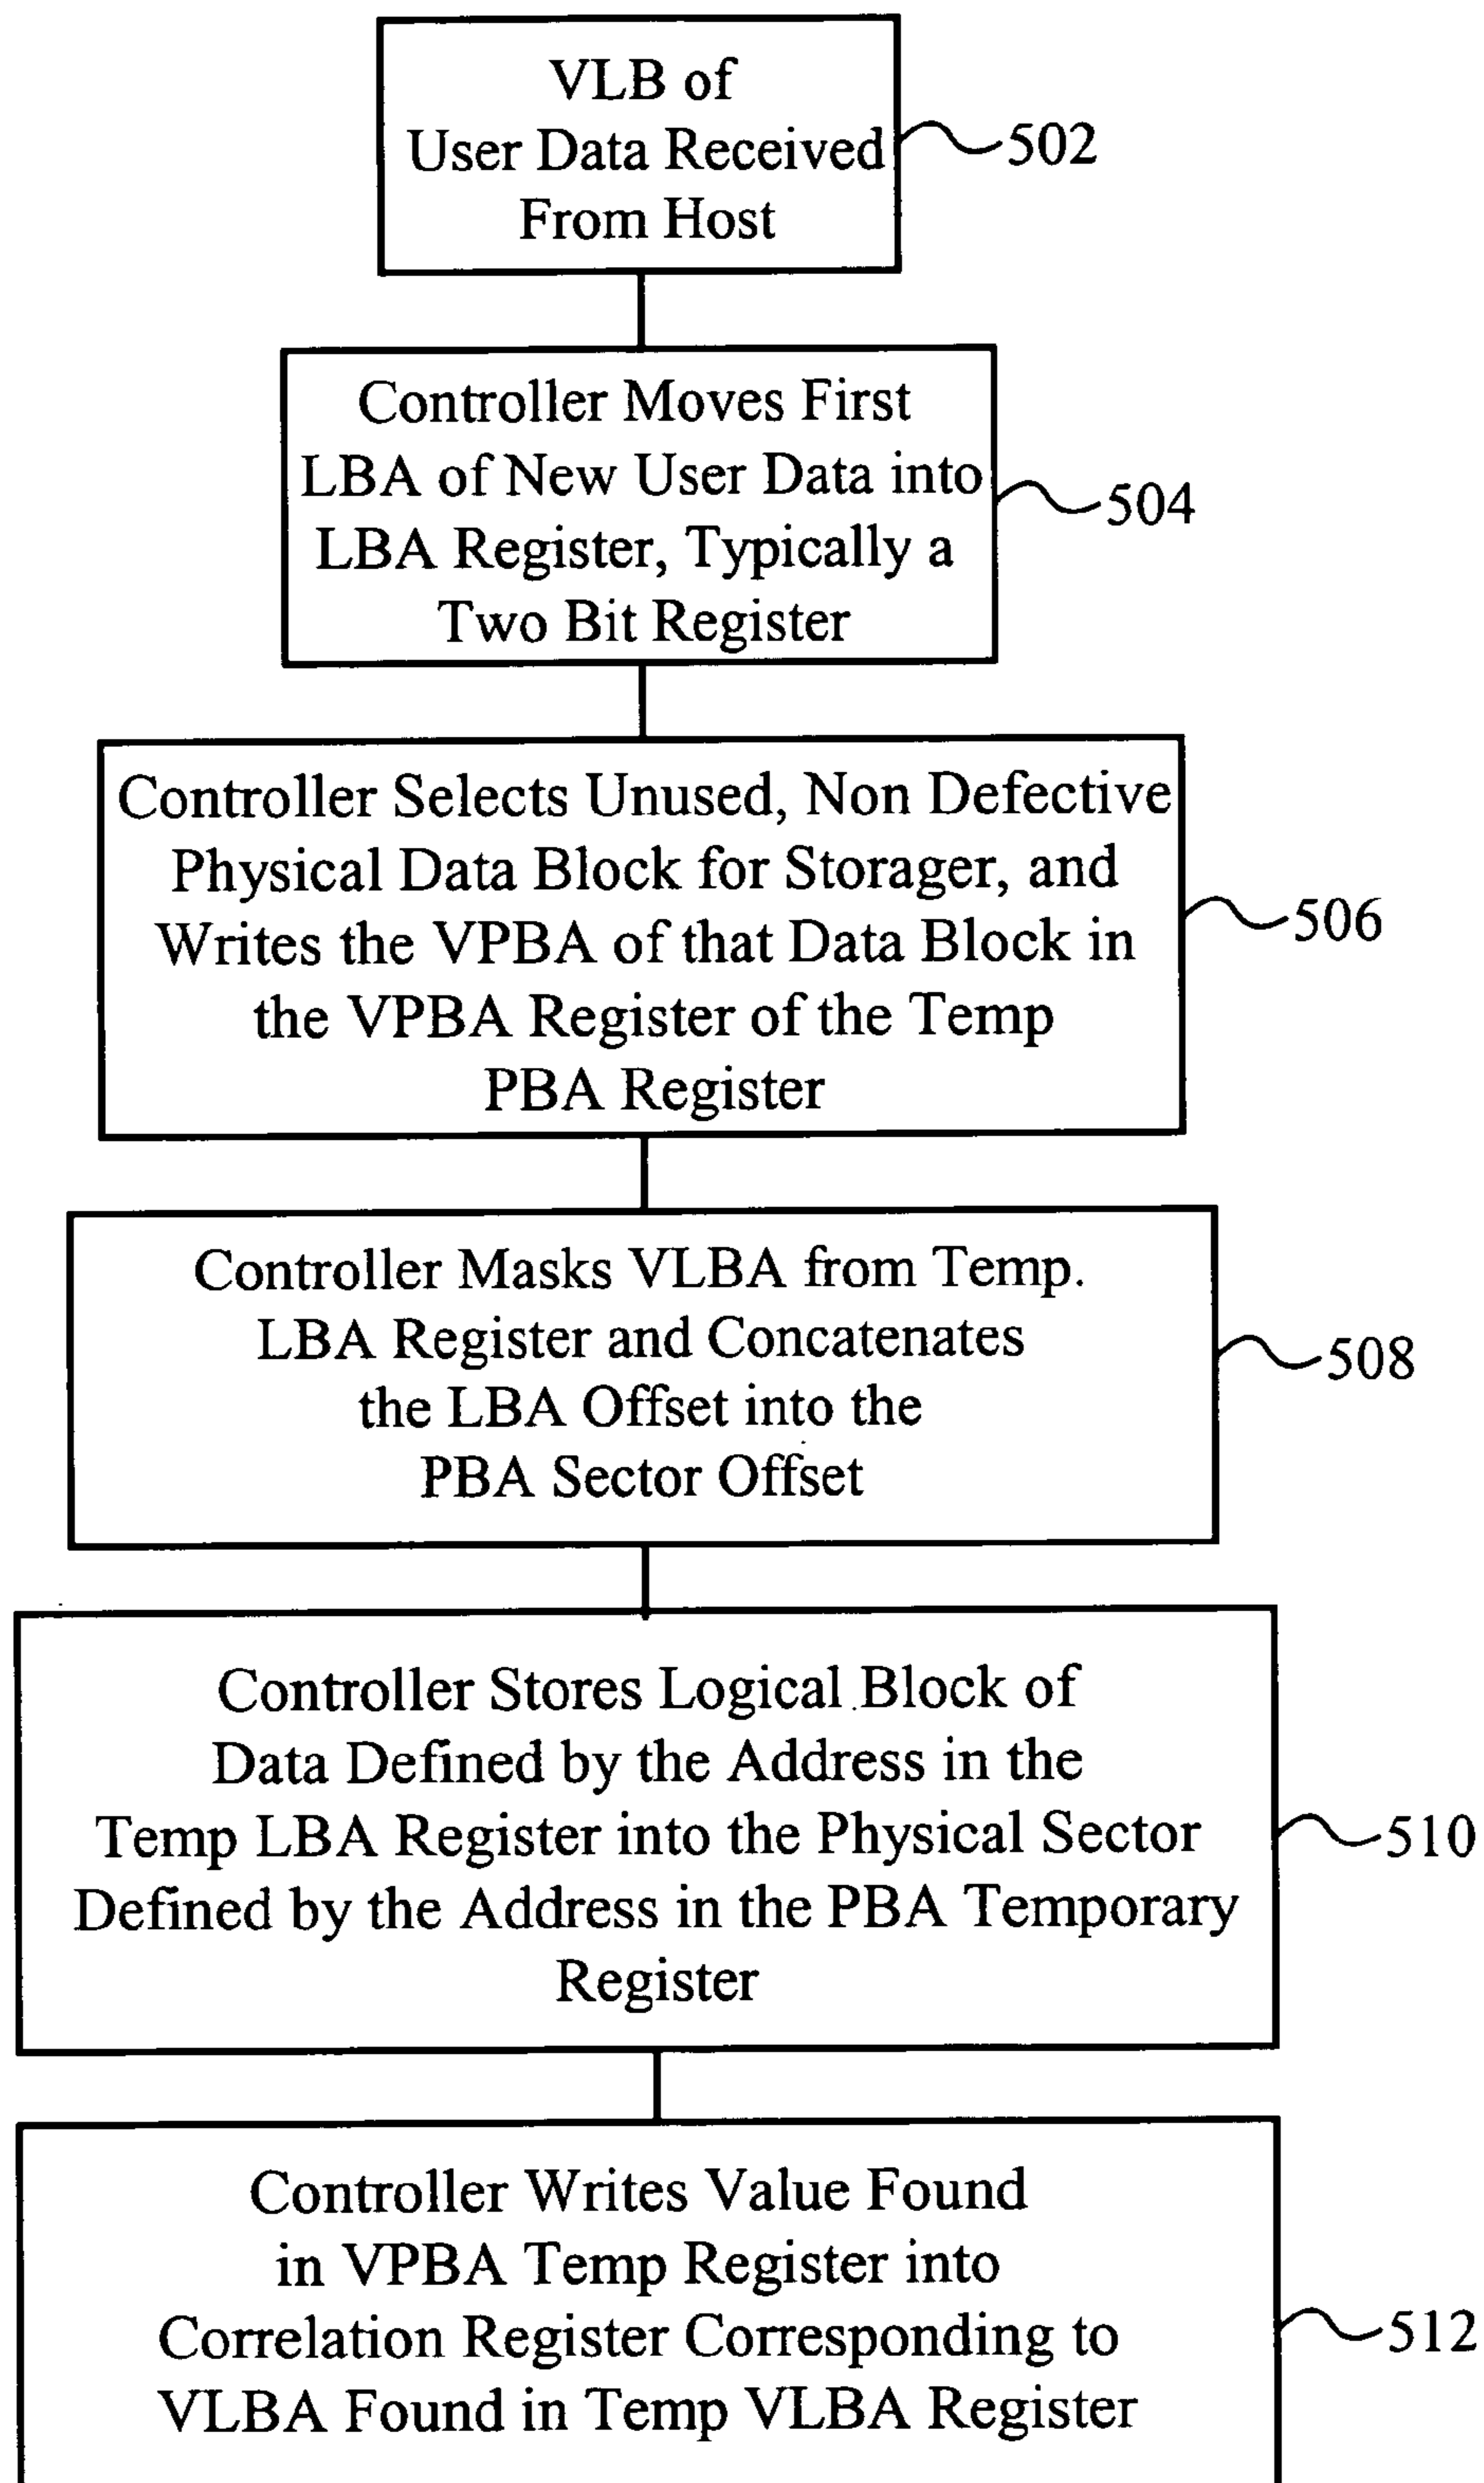 VLB of
User Data Received
From Host
502
Controller Moves First
LBA of New User Data into
LBA Register, Typically a
Two Bit Register
504
Controller Selects Unused, Non Defective
Physical Data Block for Storager, and
Writes the VPBA of that Data Block in
the VPBA Register of the Temp
PBA Register
506
Controller Masks VLBA from Temp.
LBA Register and Concatenates
the LBA Offset into the
PBA Sector Offset
508
Controller Stores Logical Block of
Data Defined by the Address in the
Temp LBA Register into the Physical Sector
Defined by the Address in the PBA Temporary
Register
510
Controller Writes Value Found
in VPBA Temp Register into
Correlation Register Corresponding to
VLBA Found in Temp VLBA Register
512